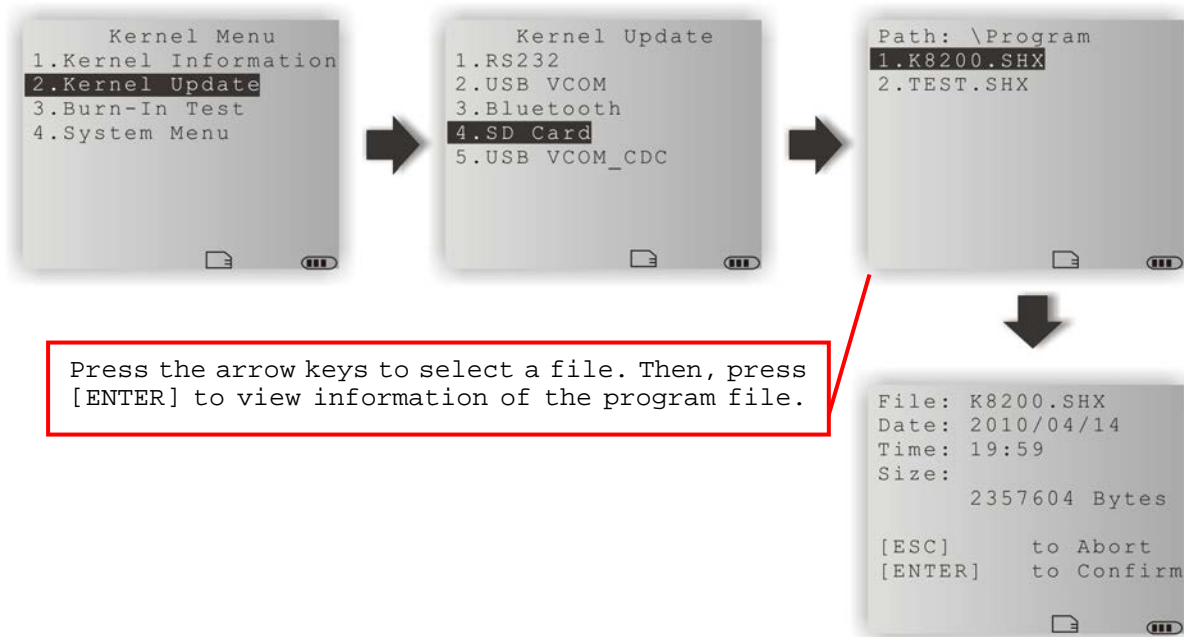 Kernel Menu
1.Kernel Information
2.Kernel Update
3.Burn-In Test
4.System Menu
Kernel Update
1.RS232
2.USB VCOM
3.Bluetooth
4.SD Card
5.USB VCOM_CDC
Path: \Program
1.K8200.SHX
2.TEST.SHX
Press the arrow keys to select a file. Then, press
[ENTER] to view information of the program file.
File: K8200.SHX
Date: 2010/04/14
Time: 19:59
Size:
2357604 Bytes
[ESC] to Abort
[ENTER] to Confirm